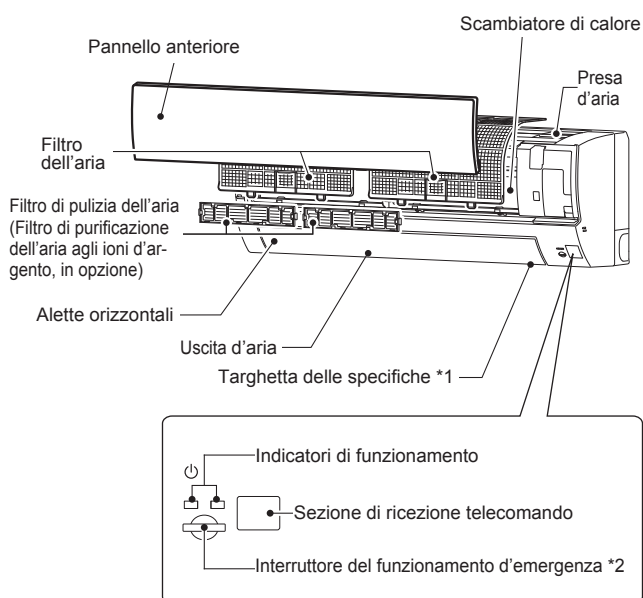 Scambiatore di calore
Pannello anteriore
Presa
d'aria
Filtro
dell'aria
Filtro di pulizia dell'aria
(Filtro di purificazione
dell'aria agli ioni d'ar-
gento, in opzione)
Alette orizzontali
Uscita d'aria
Targhetta delle specifiche *1
Indicatori di funzionamento
Sezione di ricezione telecomando
Interruttore del funzionamento d'emergenza *2